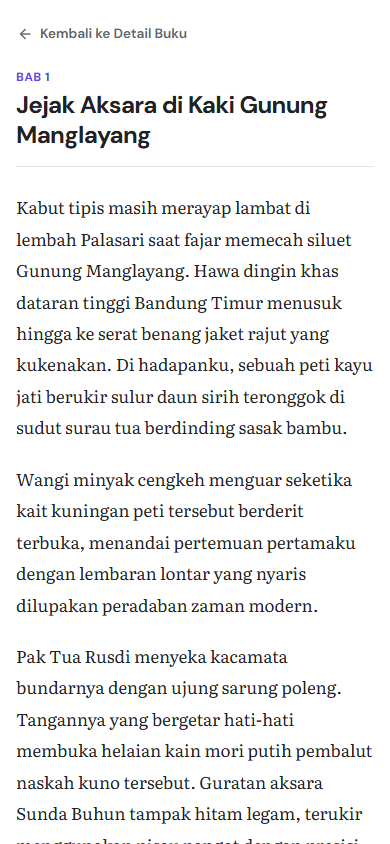 Kembali ke Detail Buku
BAB 1
Jejak Aksara di Kaki Gunung
Manglayang
Kabut tipis masih merayap lambat di
lembah Palasari saat fajar memecah siluet
Gunung Manglayang. Hawa dingin khas
dataran tinggi Bandung Timur menusuk
hingga ke serat benang jaket rajut yang
kukenakan. Di hadapanku, sebuah peti kayu
jati berukir sulur daun sirih teronggok di
sudut surau tua berdinding sasak bambu.
Wangi minyak cengkeh menguar seketika
kait kuningan peti tersebut berderit
terbuka, menandai pertemuan pertamaku
dengan lembaran lontar yang nyaris
dilupakan peradaban zaman modern.
Pak Tua Rusdi menyeka kacamata
bundarnya dengan ujung sarung poleng.
Tangannya yang bergetar hati-hati
membuka helaian kain mori putih pembalut
naskah kuno tersebut. Guratan aksara
Sunda Buhun tampak hitam legam, terukir